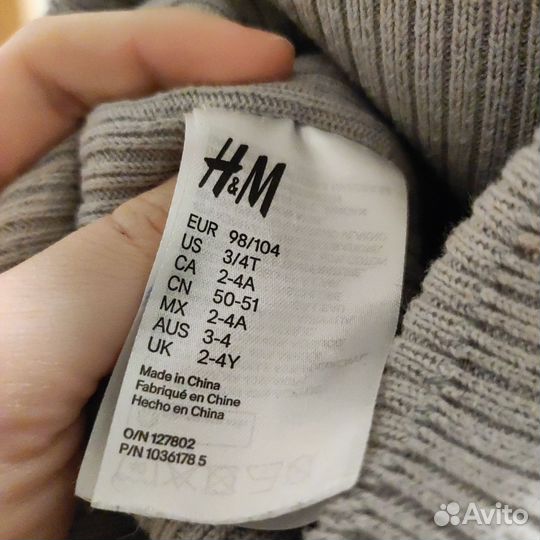 H&M
EUR 98/104
US 3/4T
CA 2-4A
CN 50-51
MX 2-4A
AUS 3-4
UK 2-4Y
Made in China
Fabriqué en Chine
Hecho en China
O/N 127802
P/N 1036178 5
Avito